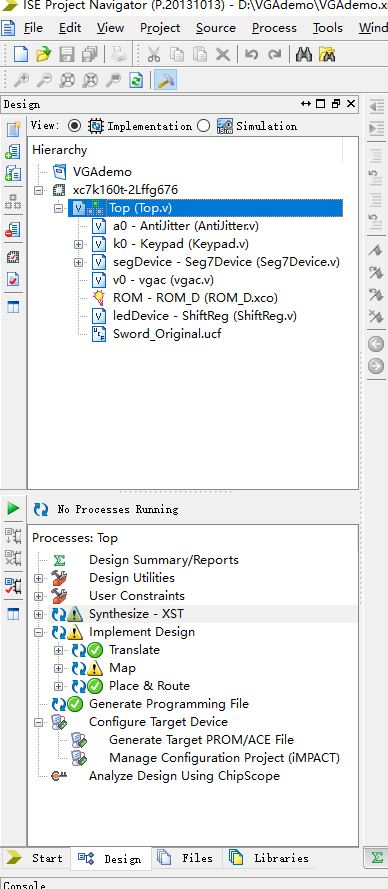 ISE Project Navigator (P.20131013) - D:\VGAdemo\VGAdemo.x
File Edit View Project Source Process Tools Wind
Design
View: Implementation Simulation
Hierarchy
VGAdemo
xc7k160t-2Lffg676
Top (Top.v)
a0 - AntiJitter (AntiJitter.v)
k0 - Keypad (Keypad.v)
segDevice - Seg7Device (Seg7Device.v)
v0 - vgac (vgac.v)
ROM - ROM_D (ROM_D.xco)
ledDevice - ShiftReg (ShiftReg.v)
Sword_Original.ucf
No Processes Running
Processes: Top
Design Summary/Reports
Design Utilities
User Constraints
Synthesize - XST
Implement Design
Translate
Map
Place & Route
Generate Programming File
Configure Target Device
Generate Target PROM/ACE File
Manage Configuration Project (iMPACT)
Analyze Design Using ChipScope
Start Design Files Libraries
Console